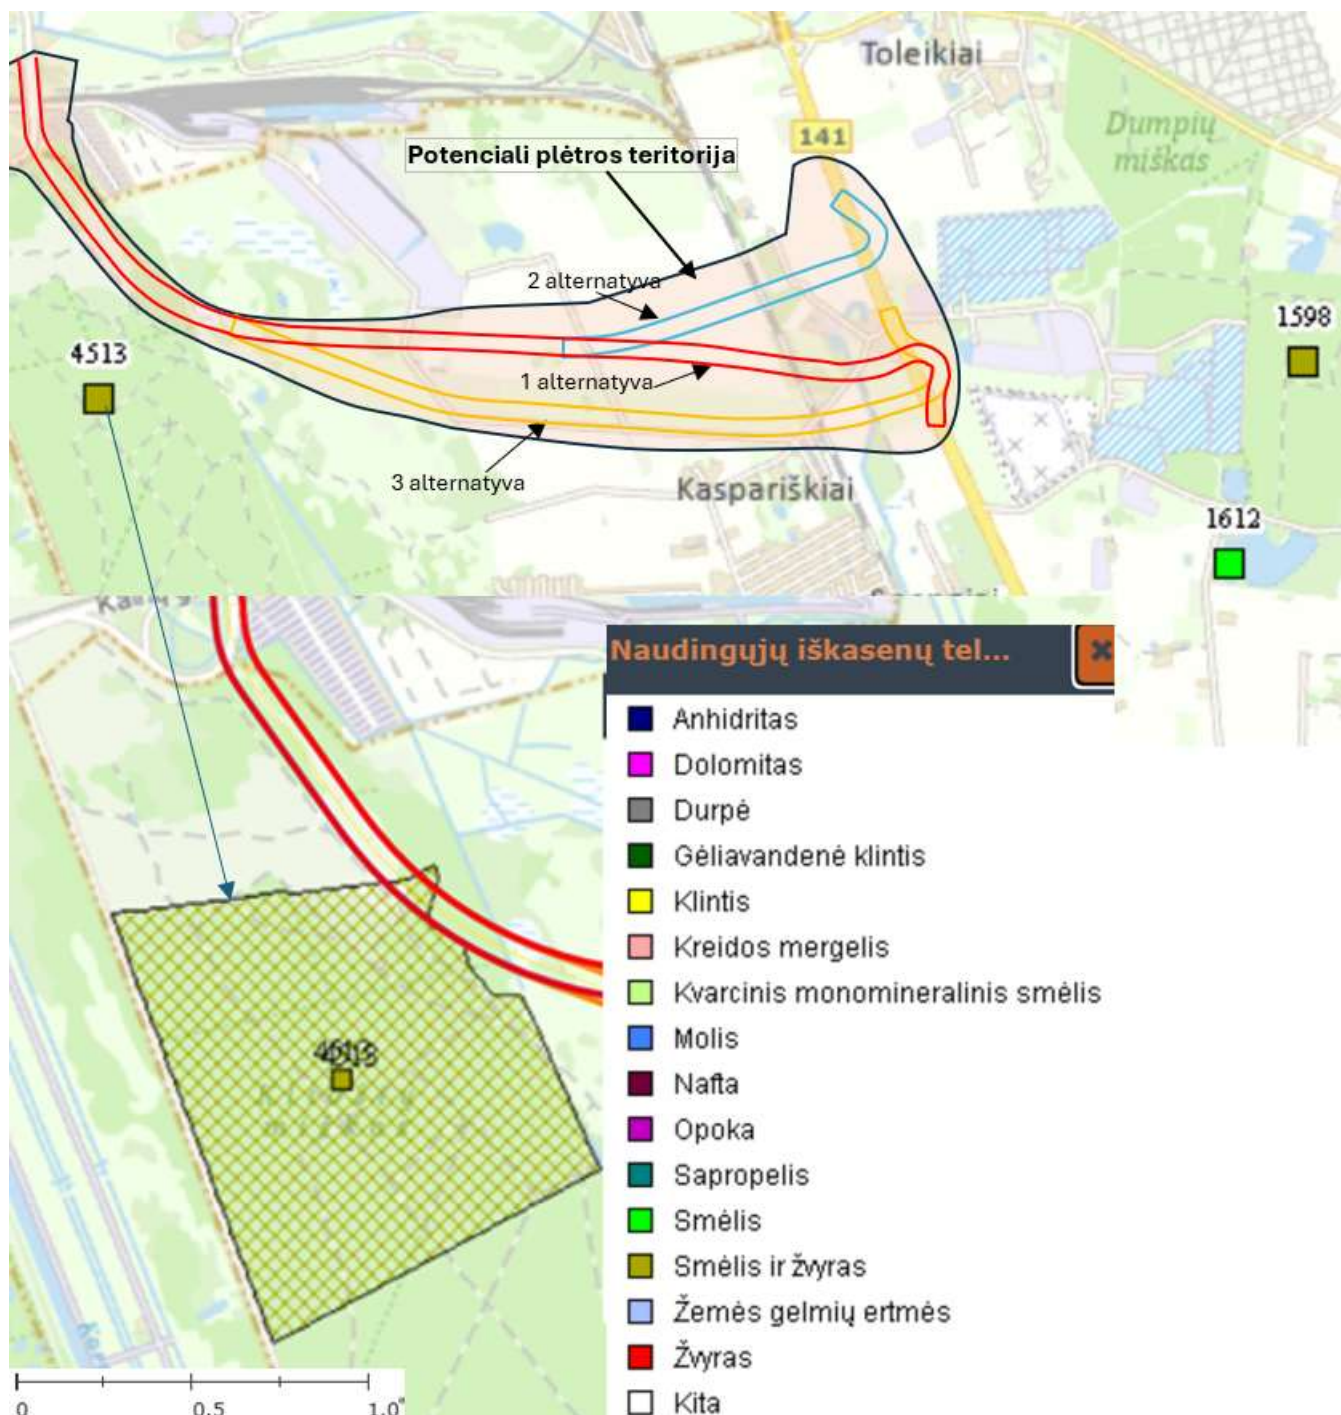 Toleikiai
Dumpių
miškas
141
Potenciali plėtros teritorija
2 alternatyva
1598
4513
1 alternatyva
3 alternatyva
Kaspariškiai
1612
Naudingųjų iškasenų tel...
Anhidritas
Dolomitas
Durpė
Gėliavandenė klintis
Klintis
Kreidos mergelis
Kvarcinis monomineralinis smėlis
Molis
Nafta
Opoka
Sapropelis
Smėlis
Smėlis ir žvyras
Žemės gelmių ertmės
Žvyras
Kita
0 0.5 1.0